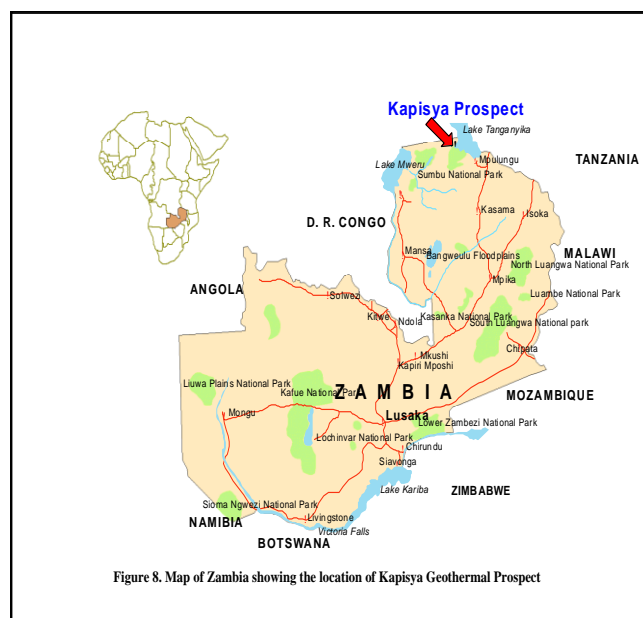 Kapisya Prospect
Lake Tanganyika
TANZANIA
Lake Mweru
Mpulungu
Sumbu National Park
Kasama
Isoka
D. R. CONGO
Mansa
Bangweulu Floodplains
MALAWI
North Luangwa National Park
Mpika
ANGOLA
Solwezi
Luambe National Park
Kitwe
Ndola
Kasanka National Park
South Luangwa National park
Mkushi
Chipata
Kapiri Mposhi
Liuwa Plains National Park
Kafue National Park
ZAMBIA
MOZAMBIQUE
Mongu
Lusaka
Lower Zambezi National Park
Lochinvar National Park
Chirundu
Siavonga
Lake Kariba
ZIMBABWE
Sioma Ngwezi National Park
NAMIBIA
Livingstone
Victoria Falls
BOTSWANA
Figure 8. Map of Zambia showing the location of Kapisya Geothermal Prospect